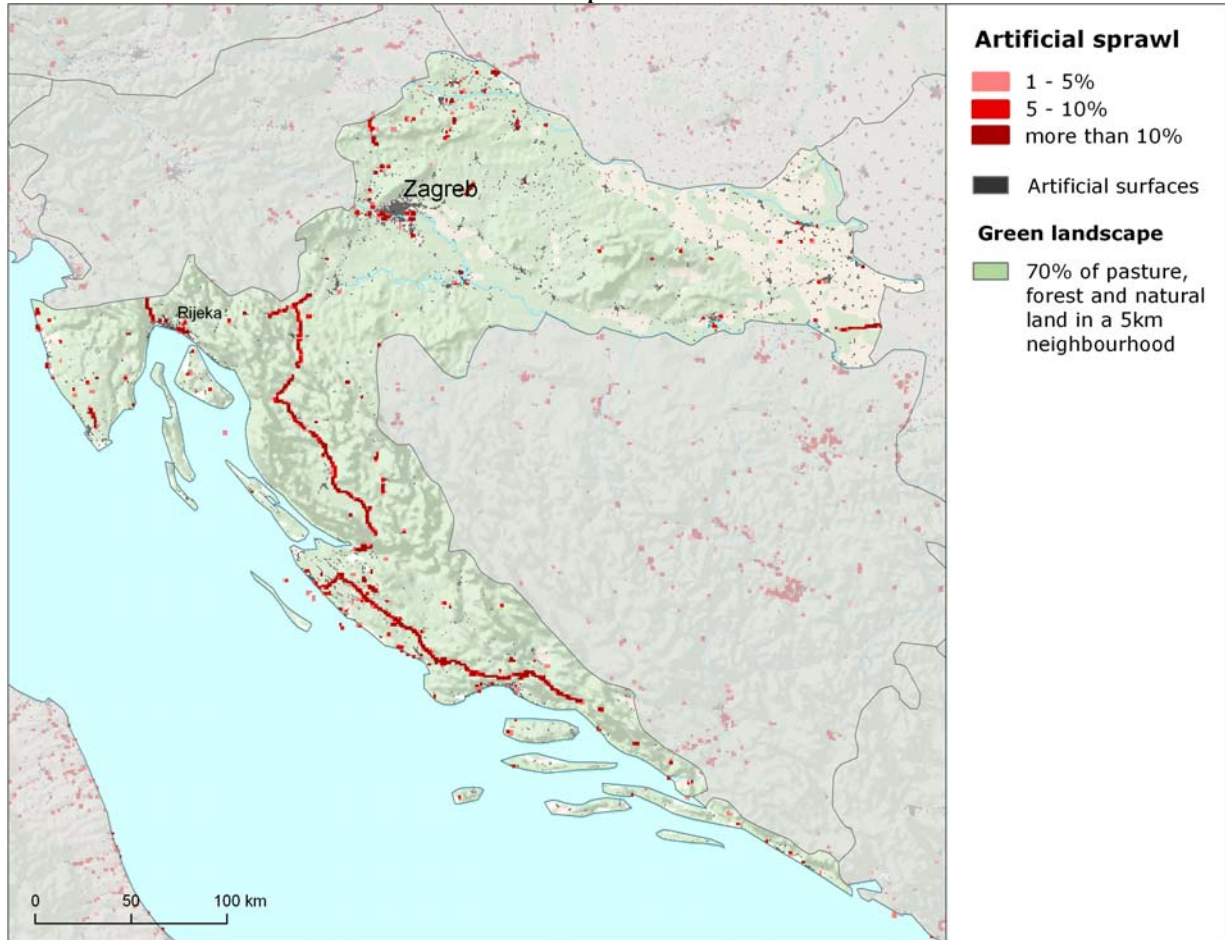 Artificial sprawl
1 - 5%
5 - 10%
more than 10%
Artificial surfaces
Green landscape
70% of pasture,
forest and natural
land in a 5km
neighbourhood
Zagreb
Rijeka
0 50 100 km